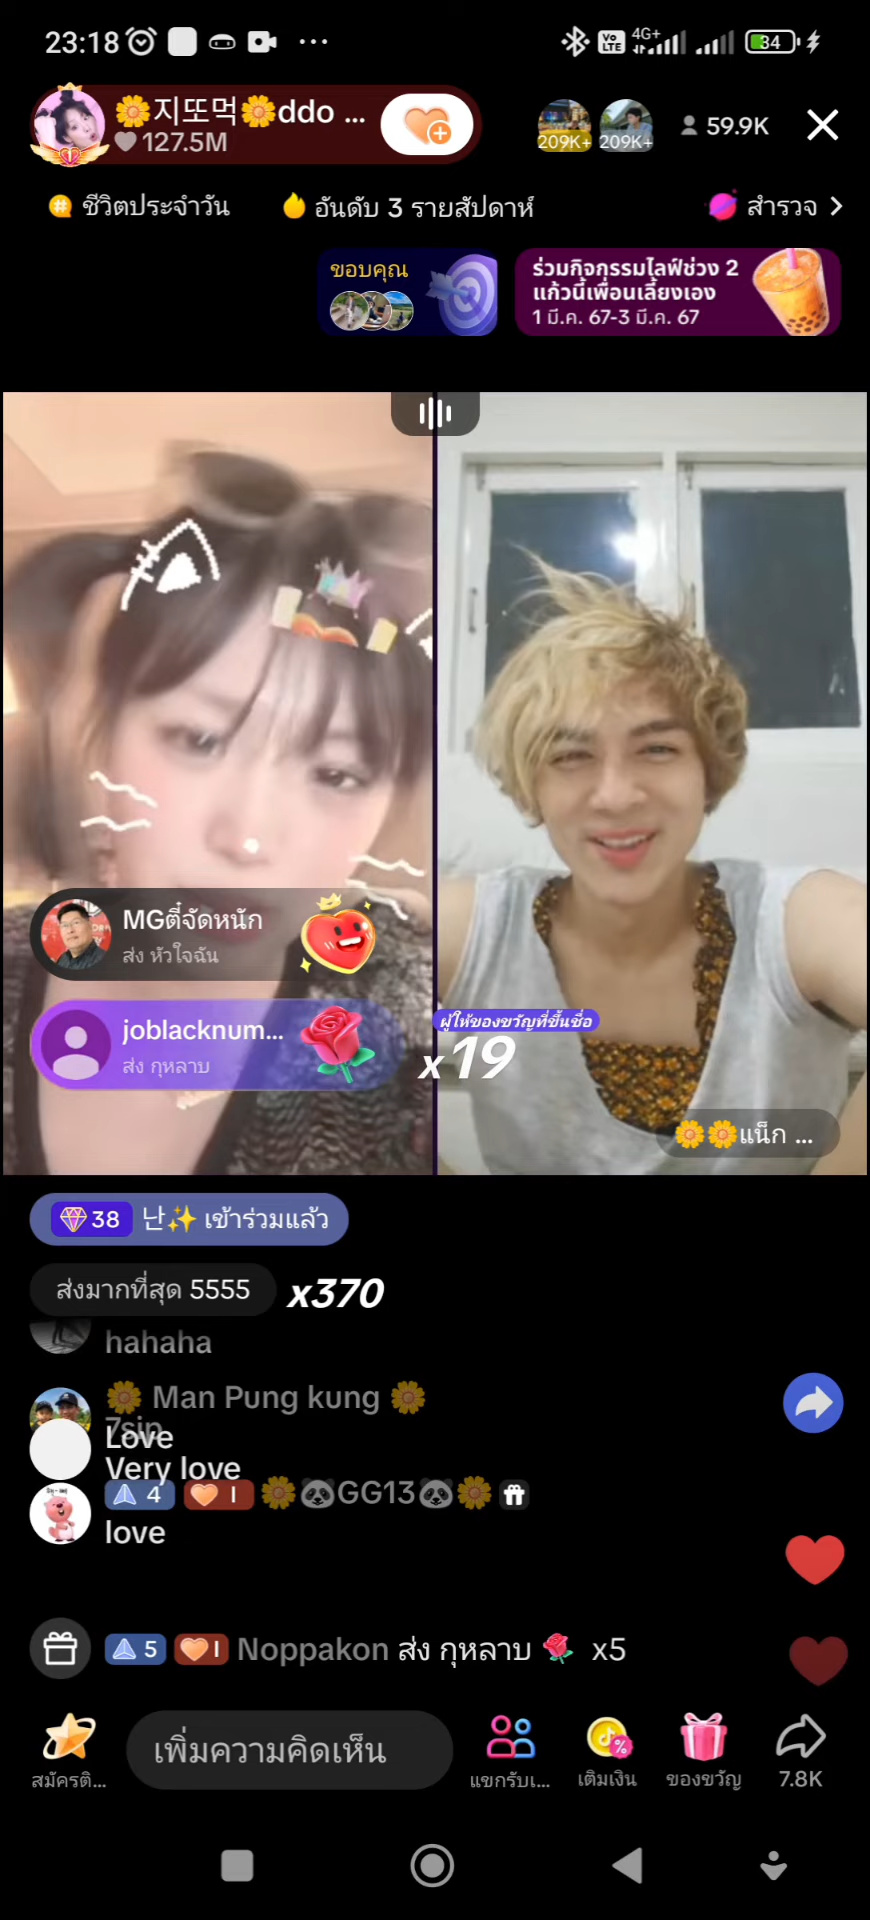 23:18
4G+
Vo LTE
34
🌼지또먹🌼ddo ...
127.5M
209K+
209K+
59.9K
ชีวิตประจำวัน
อันดับ 3 รายสัปดาห์
สำรวจ
ขอบคุณ
ร่วมกิจกรรมไลฟ์ช่วง 2
แก้วนี้เพื่อนเลี้ยงเอง
1 มี.ค. 67-3 มี.ค. 67
MGตี๋จัดหนัก
ส่ง หัวใจฉัน
joblacknum...
ส่ง กุหลาบ
ผู้ให้ของขวัญที่ขึ้นชื่อ
x19
🌼🌼แน็ก ...
38 난✨ เข้าร่วมแล้ว
ส่งมากที่สุด 5555 x370
hahaha
🌼 Man Pung kung 🌼
7sip
Love
Very love
4 I 🌼🐼GG13🐼🌼
love
5 I Noppakon ส่ง กุหลาบ 🌹 x5
สมัครติ...
เพิ่มความคิดเห็น
แขกรับเ...
เติมเงิน
ของขวัญ
7.8K